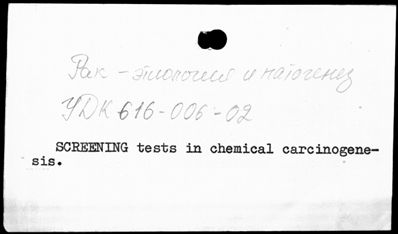 Рак - этиология и патогенез
УДК 616-006-02
SCREENING tests in chemical carcinogene-
sis.